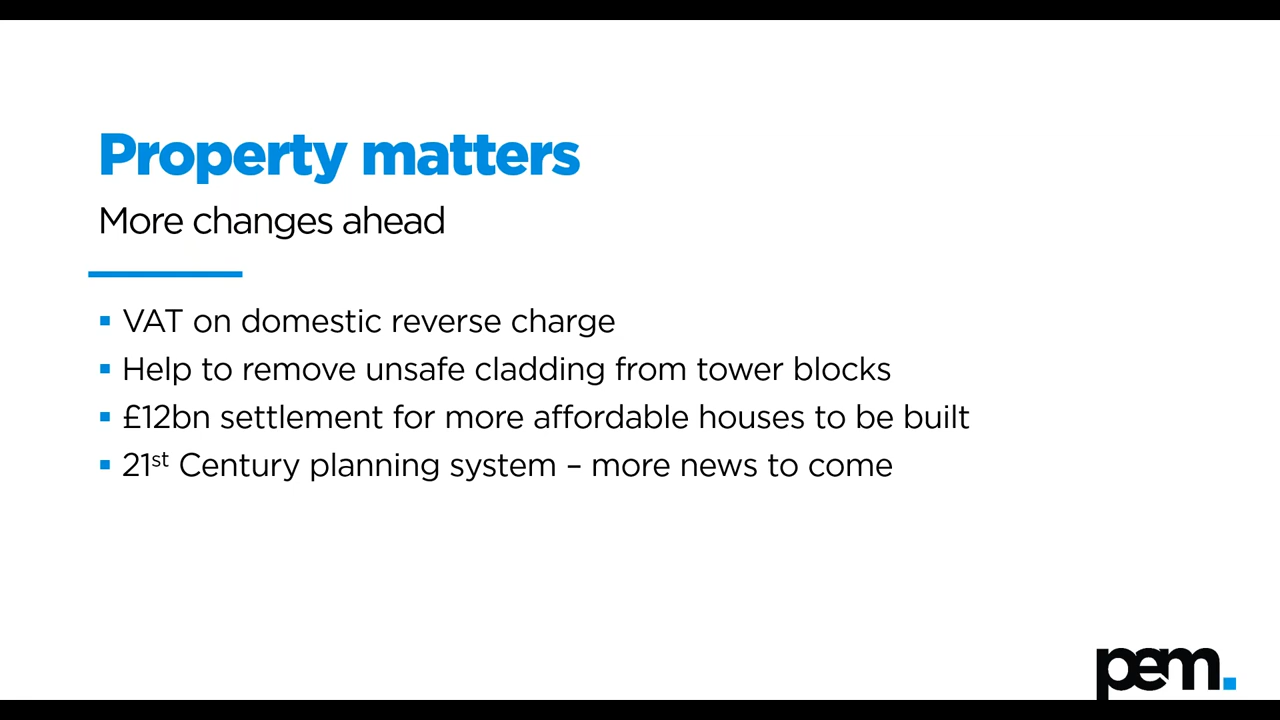 Property matters
More changes ahead
▪ VAT on domestic reverse charge
▪ Help to remove unsafe cladding from tower blocks
▪ £12bn settlement for more affordable houses to be built
▪ 21st Century planning system – more news to come
pem.